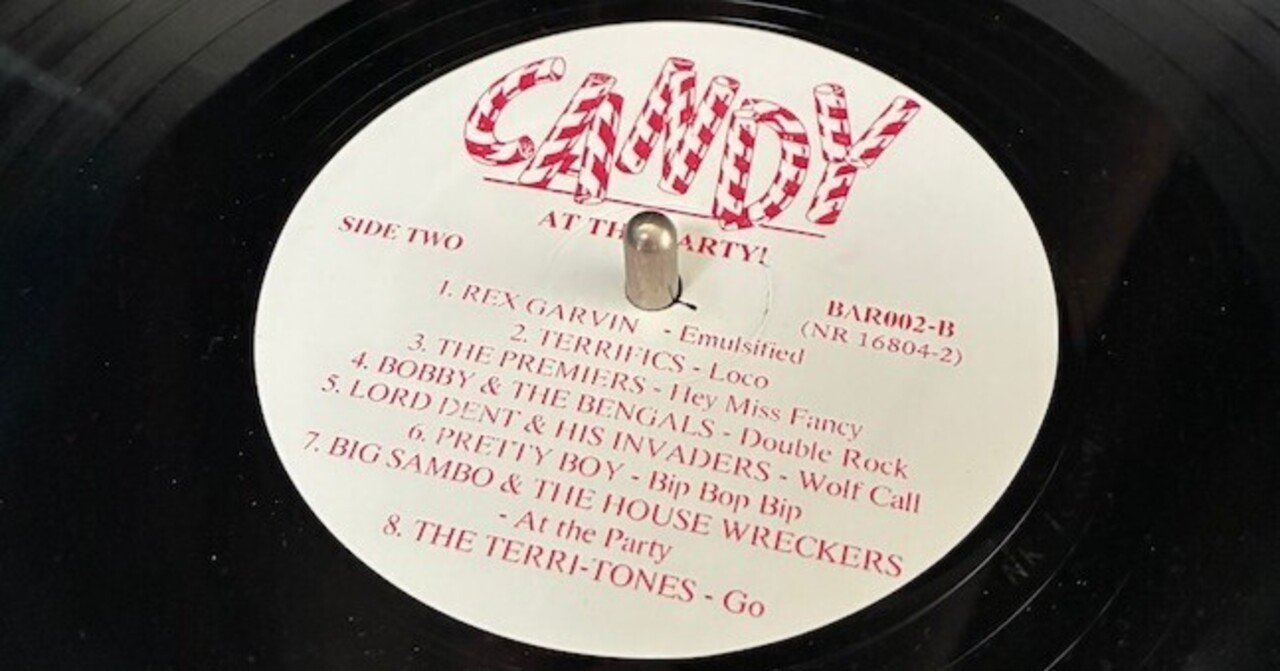 CANDY
AT THE PARTY!
SIDE TWO
BAR002-B
(NR 16804-2)
1. REX GARVIN - Emulsified
2. TERRIFICS - Loco
3. THE PREMIERS - Hey Miss Fancy
4. BOBBY & THE BENGALS - Double Rock
5. LORD DENT & HIS INVADERS - Wolf Call
6. PRETTY BOY - Bip Bop Bip
7. BIG SAMBO & THE HOUSE WRECKERS
- At the Party
8. THE TERRI-TONES - Go